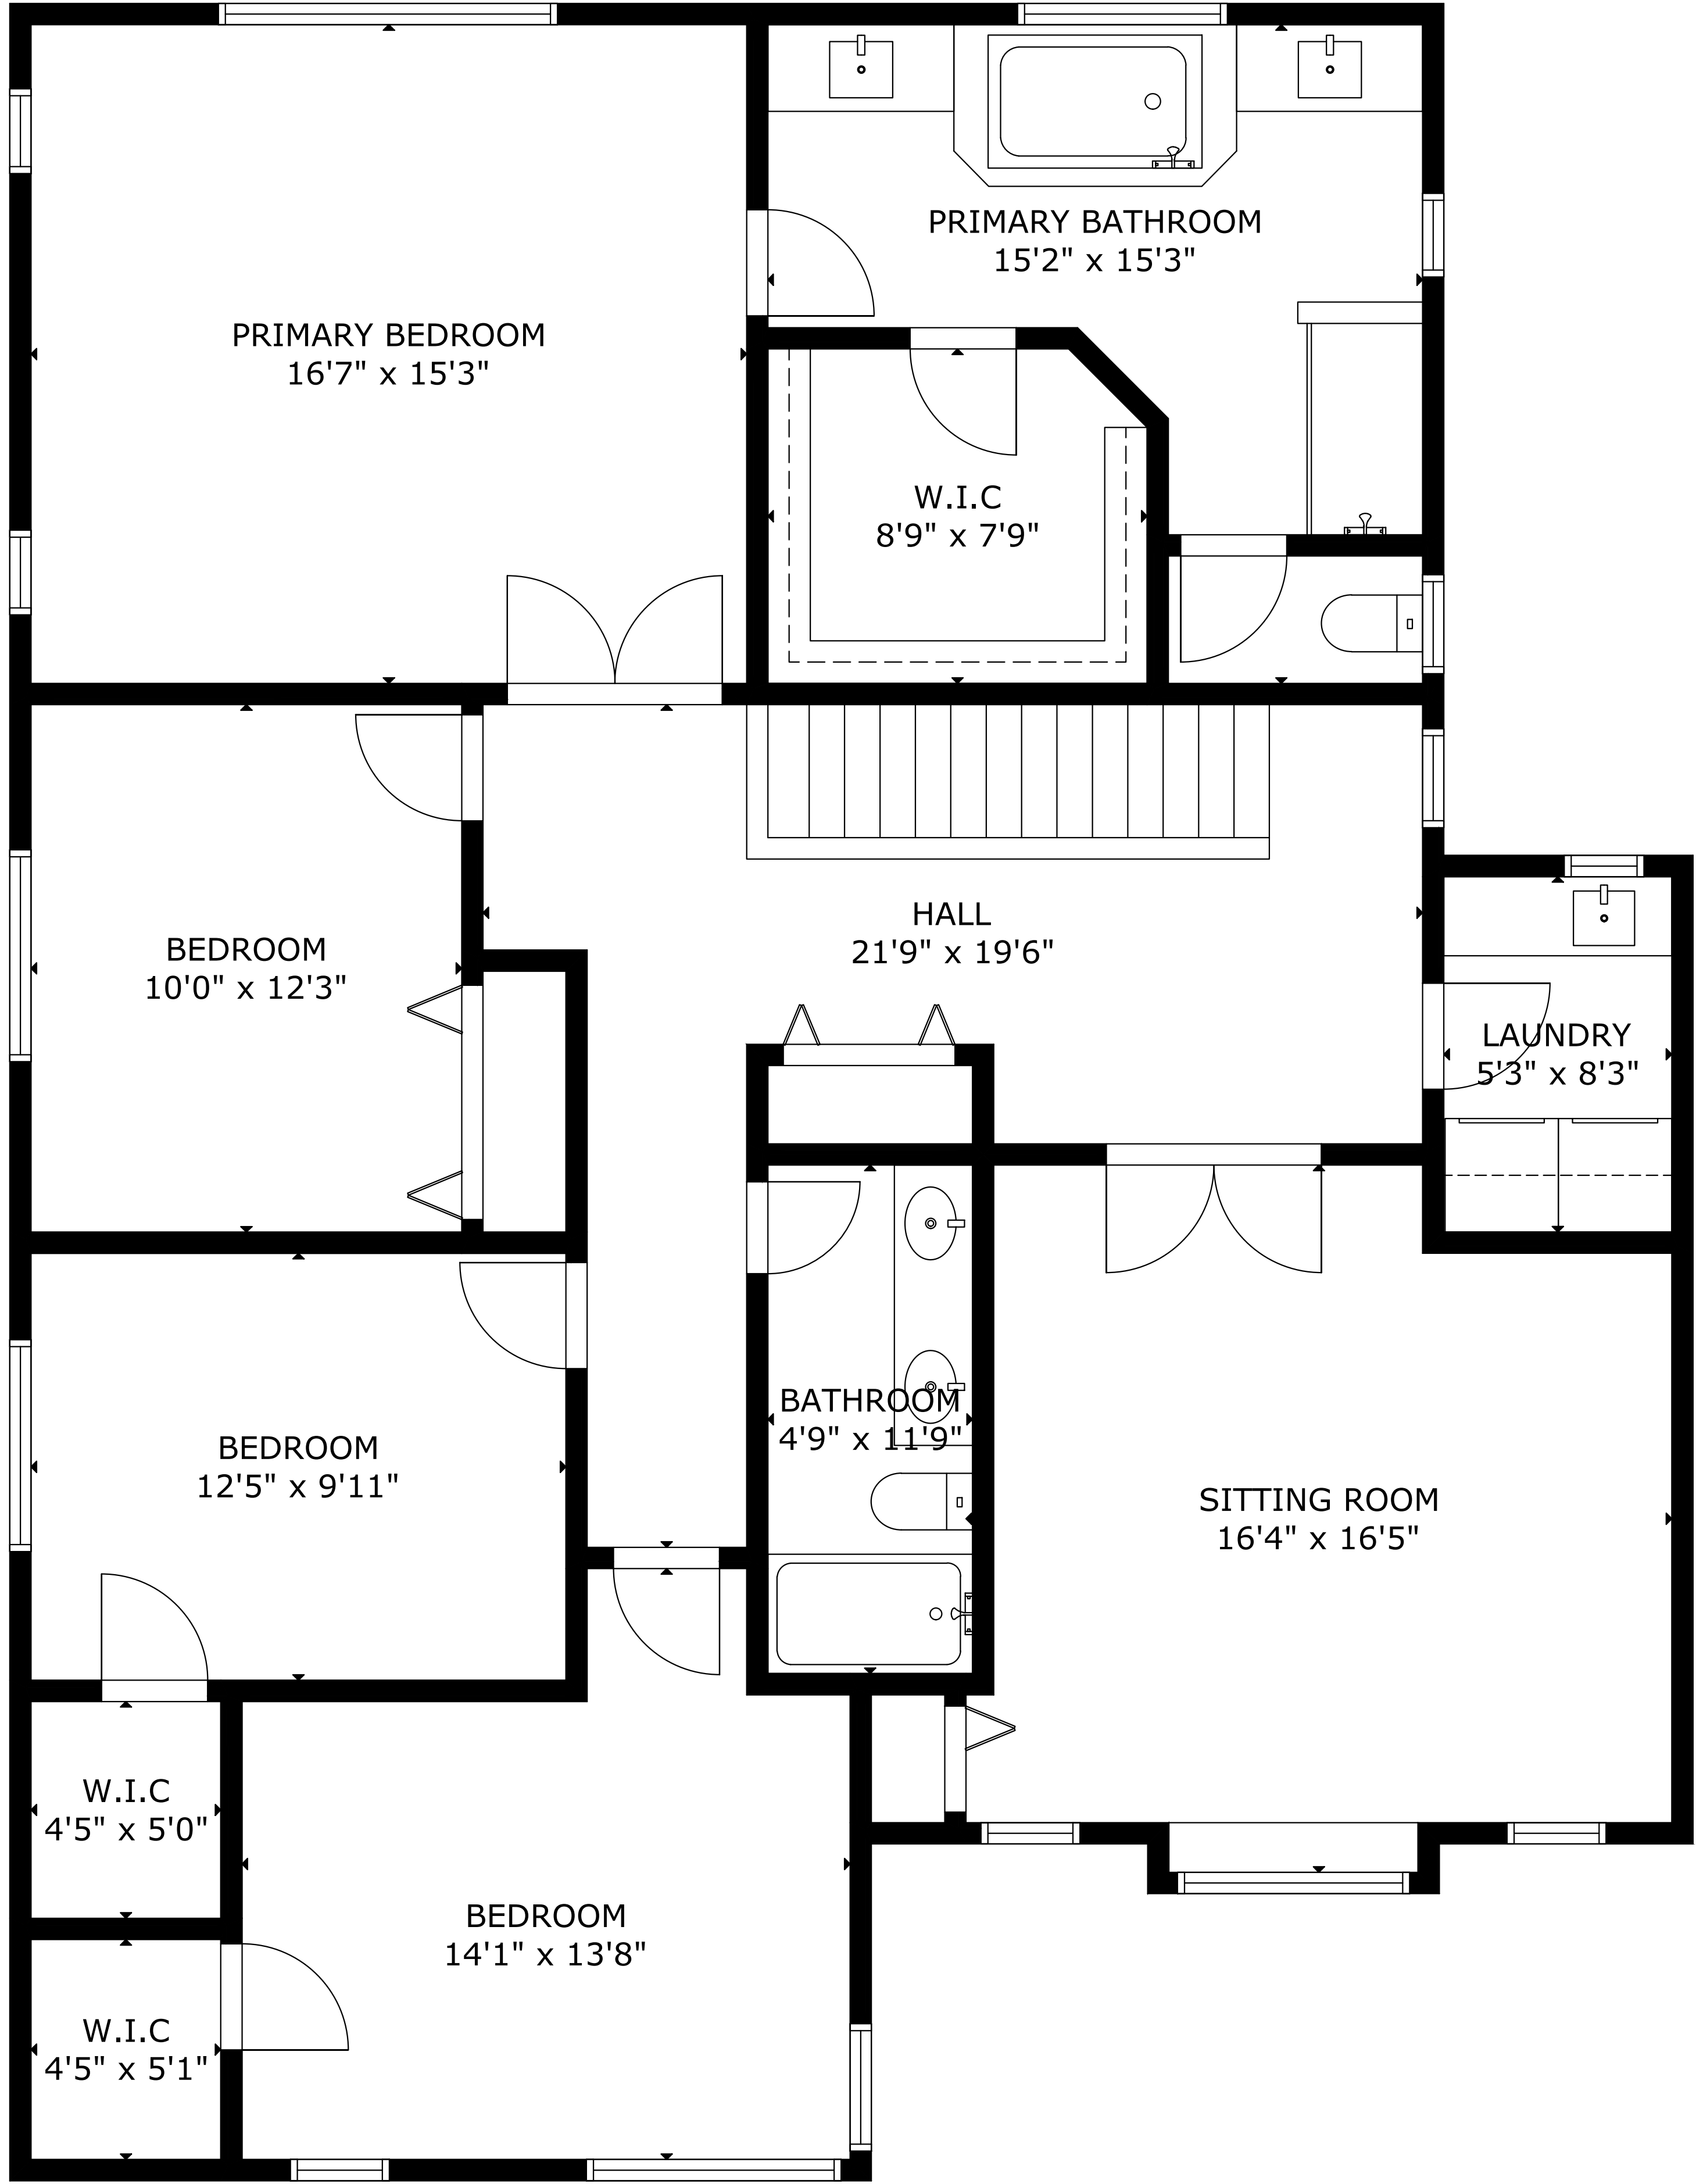 PRIMARY BATHROOM
15'2" x 15'3"
PRIMARY BEDROOM
16'7" x 15'3"
W.I.C
8'9" x 7'9"
HALL
21'9" x 19'6"
BEDROOM
10'0" x 12'3"
LAUNDRY
5'3" x 8'3"
BATHROOM
4'9" x 11'9"
BEDROOM
12'5" x 9'11"
SITTING ROOM
16'4" x 16'5"
W.I.C
4'5" x 5'0"
BEDROOM
14'1" x 13'8"
W.I.C
4'5" x 5'1"